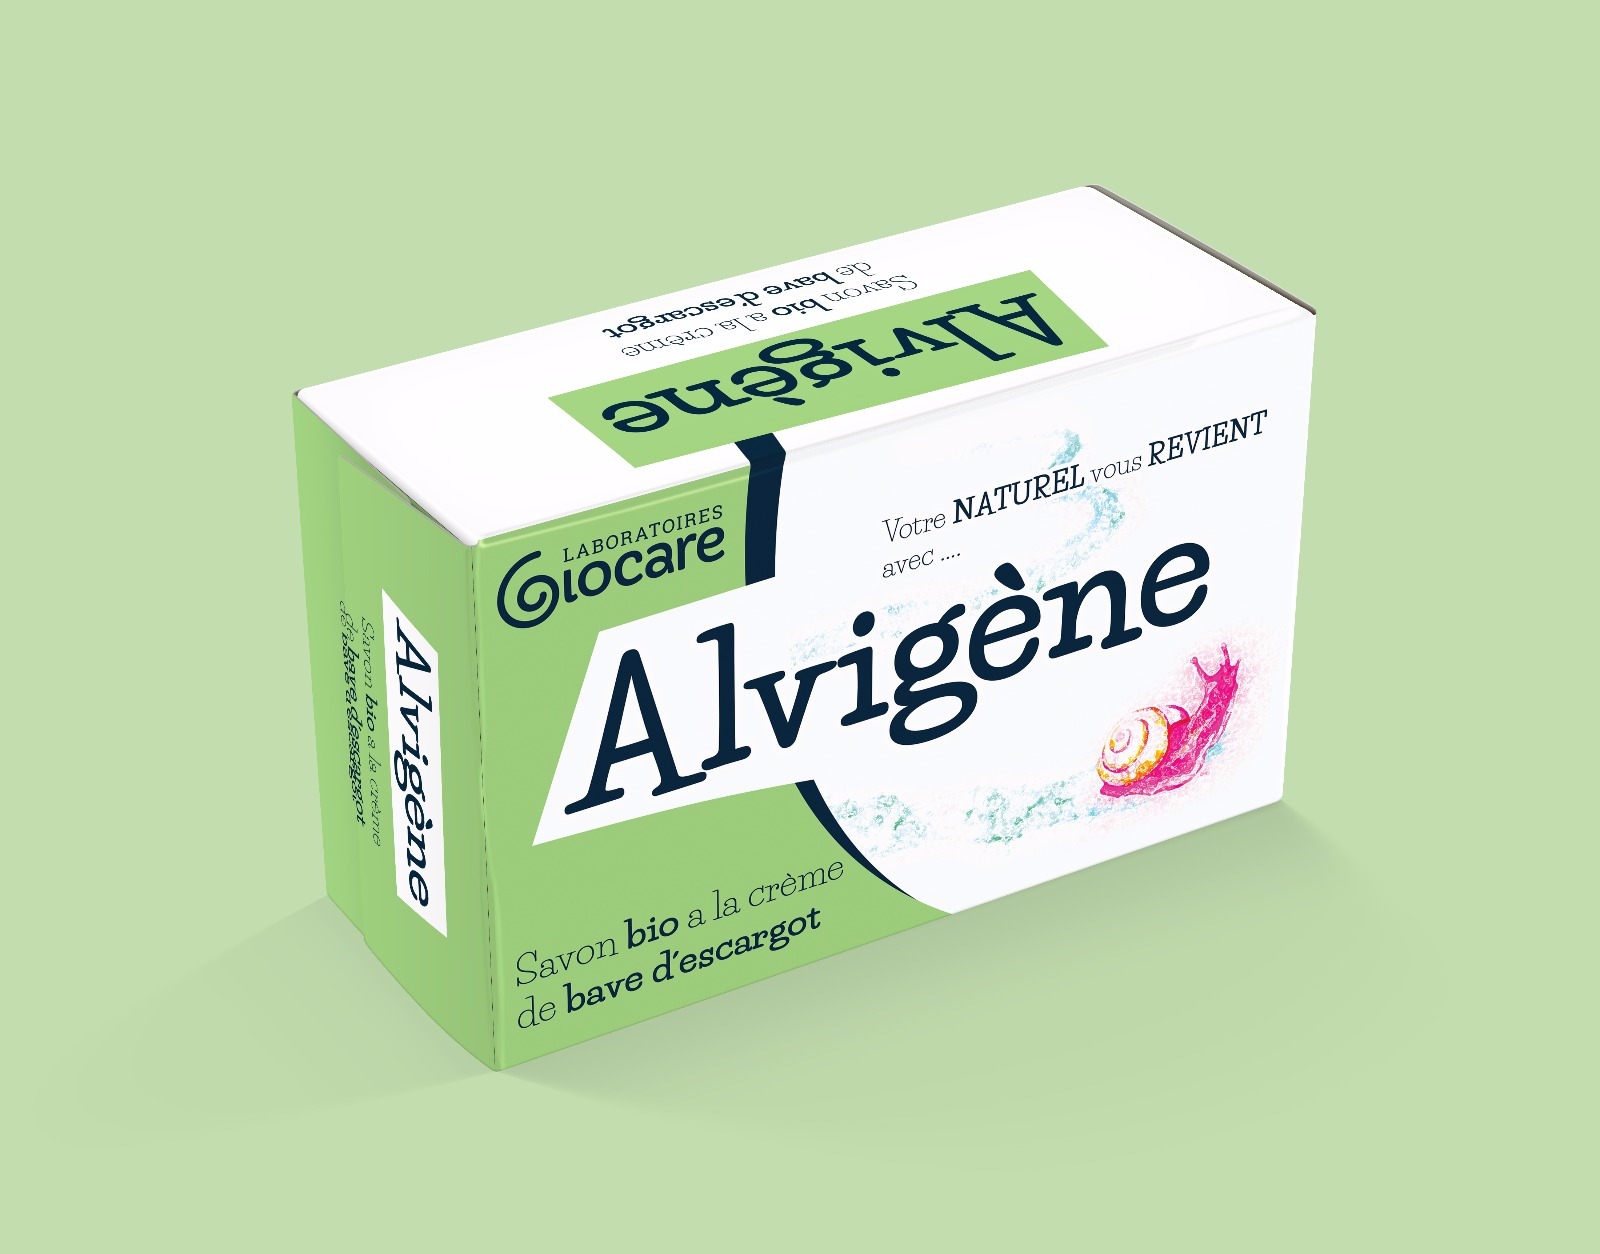 Savon bio a la crème
de bave d'escargot
Alvigène
LABORATOIRES
Giocare
Votre NATUREL vous REVIENT
avec ....
Alvigène
Savon bio a la crème
de bave d'escargot
Alvigène
Savon bio a la crème
de bave d'escargot